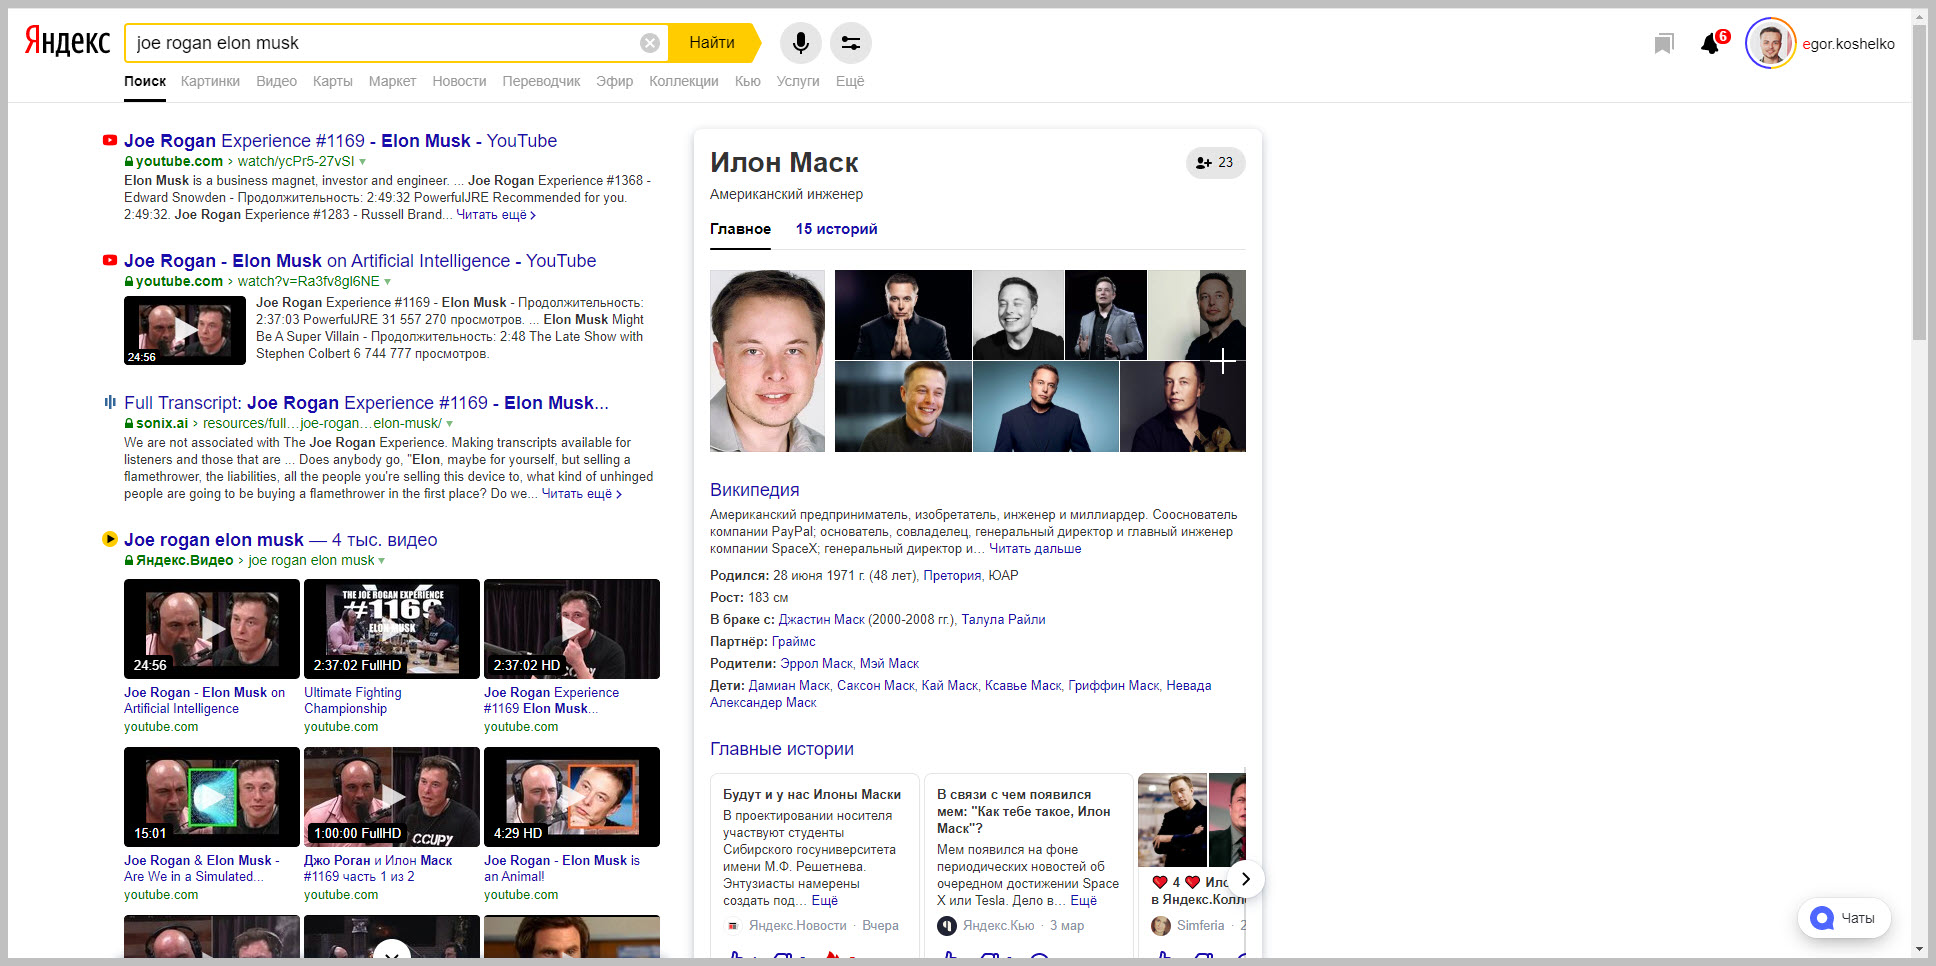 Яндекс
joe rogan elon musk
Найти
6
egor.koshelko
Поиск Картинки Видео Карты Маркет Новости Переводчик Эфир Коллекции Кью Услуги Ещё
Joe Rogan Experience #1169 - Elon Musk - YouTube
youtube.com › watch/ycPr5-27vSI
Elon Musk is a business magnet, investor and engineer. ... Joe Rogan Experience #1368 -
Edward Snowden - Продолжительность: 2:49:32 PowerfulJRE Recommended for you.
2:49:32. Joe Rogan Experience #1283 - Russell Brand... Читать ещё ›
Joe Rogan - Elon Musk on Artificial Intelligence - YouTube
youtube.com › watch?v=Ra3fv8gl6NE
24:56
Joe Rogan Experience #1169 - Elon Musk - Продолжительность:
2:37:03 PowerfulJRE 31 557 270 просмотров. ... Elon Musk Might
Be A Super Villain - Продолжительность: 2:48 The Late Show with
Stephen Colbert 6 744 777 просмотров.
Full Transcript: Joe Rogan Experience #1169 - Elon Musk...
sonix.ai › resources/full...joe-rogan...elon-musk/
We are not associated with The Joe Rogan Experience. Making transcripts available for
listeners and those that are ... Does anybody go, "Elon, maybe for yourself, but selling a
flamethrower, the liabilities, all the people you're selling this device to, what kind of unhinged
people are going to be buying a flamethrower in the first place? Do we... Читать ещё ›
Joe rogan elon musk — 4 тыс. видео
Яндекс.Видео › joe rogan elon musk
24:56
THE JOE ROGAN EXPERIENCE
#1169
ELON MUSK
2:37:02 FullHD
2:37:02 HD
Joe Rogan - Elon Musk on
Artificial Intelligence
youtube.com
Ultimate Fighting
Championship
youtube.com
Joe Rogan Experience
#1169 Elon Musk...
youtube.com
15:01
1:00:00 FullHD
CCUPY
4:29 HD
Joe Rogan & Elon Musk -
Are We in a Simulated...
youtube.com
Джо Роган и Илон Маск
#1169 часть 1 из 2
youtube.com
Joe Rogan - Elon Musk is
an Animal!
youtube.com
Илон Маск
23
Американский инженер
Главное 15 историй
Википедия
Американский предприниматель, изобретатель, инженер и миллиардер. Сооснователь
компании PayPal; основатель, совладелец, генеральный директор и главный инженер
компании SpaceX; генеральный директор и... Читать дальше
Родился: 28 июня 1971 г. (48 лет), Претория, ЮАР
Рост: 183 см
В браке с: Джастин Маск (2000-2008 гг.), Талула Райли
Партнёр: Граймс
Родители: Эррол Маск, Мэй Маск
Дети: Дамиан Маск, Саксон Маск, Кай Маск, Ксавье Маск, Гриффин Маск, Невада
Александер Маск
Главные истории
Будут и у нас Илоны Маски
В проектировании носителя
участвуют студенты
Сибирского госуниверситета
имени М.Ф. Решетнева.
Энтузиасты намерены
создать под... Ещё
Яндекс.Новости · Вчера
В связи с чем появился
мем: "Как тебе такое, Илон
Маск"?
Мем появился на фоне
периодических новостей об
очередном достижении Space
X или Tesla. Дело в... Ещё
Яндекс.Кью · 3 мар
4
в Яндекс.Колл
Simferia · 2
Чаты